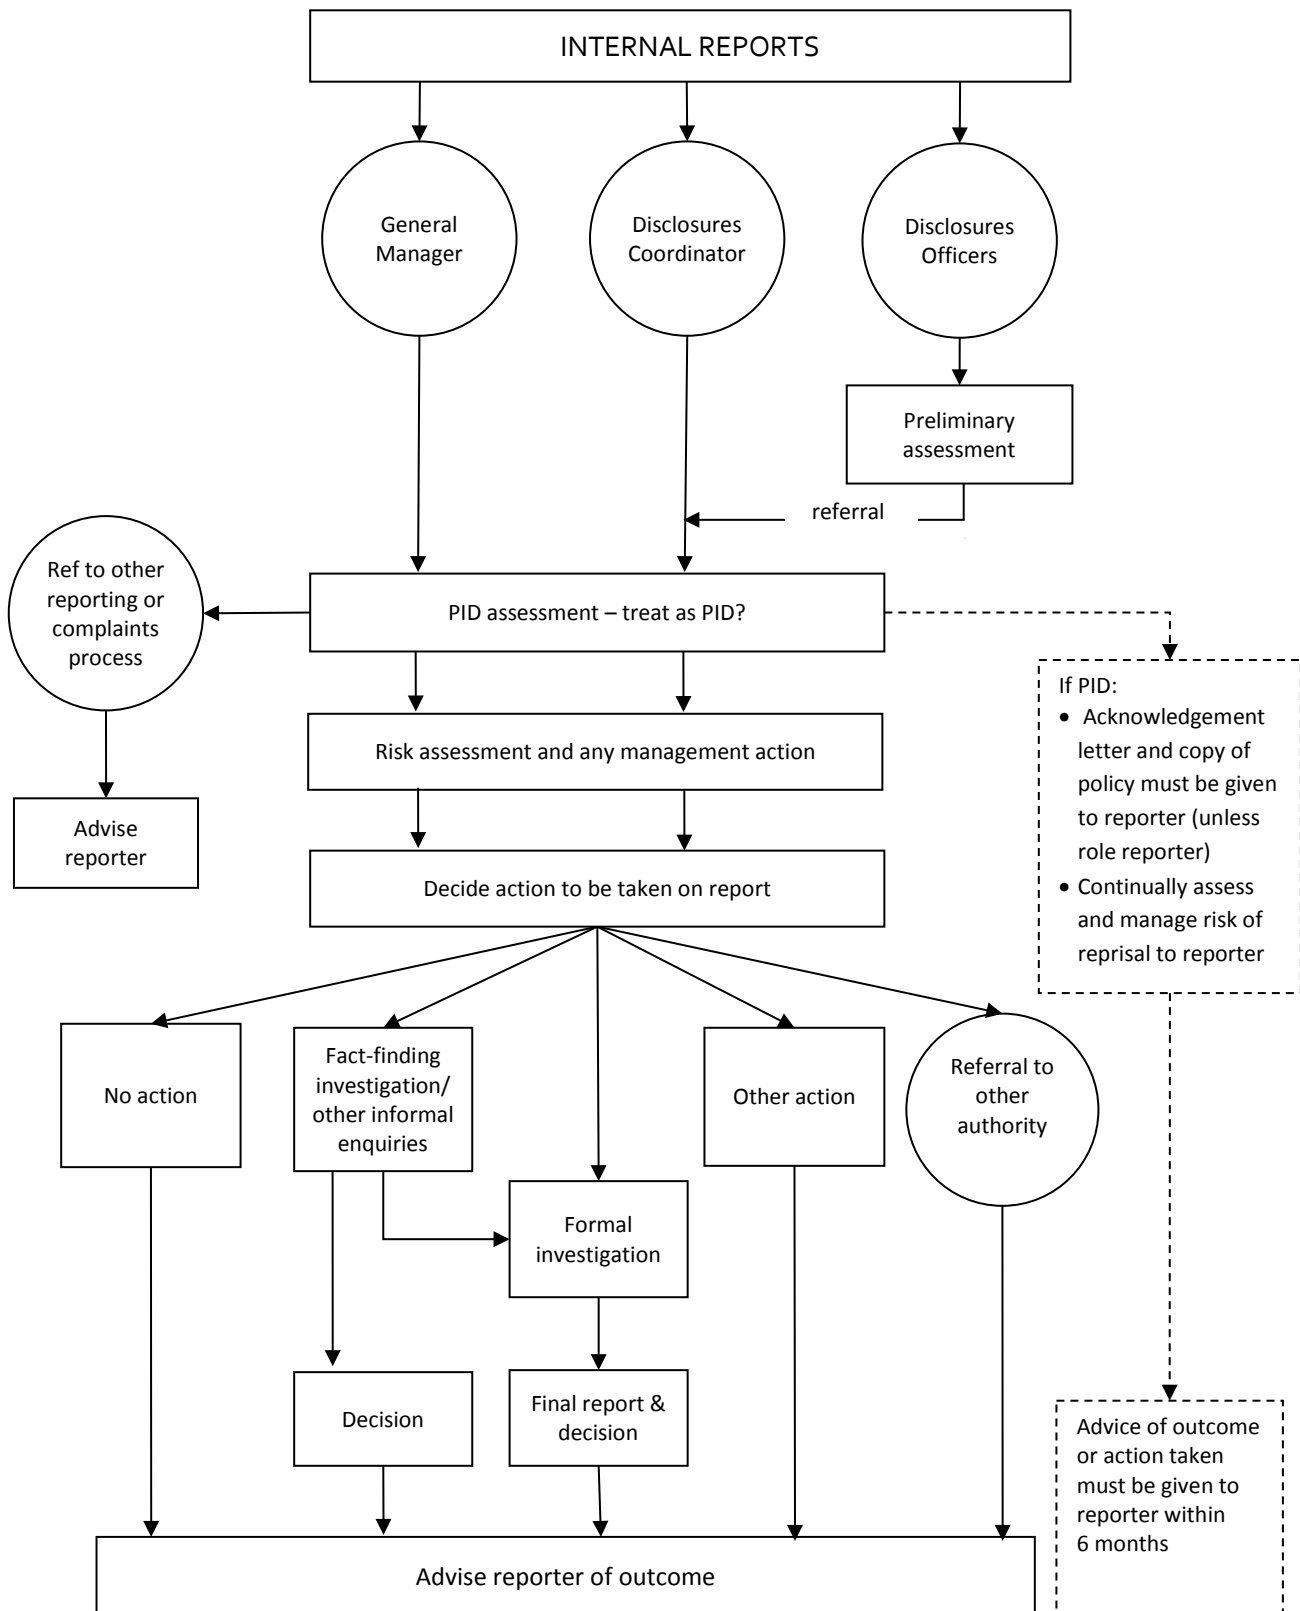 INTERNAL REPORTS
General
Manager
Disclosures
Coordinator
Disclosures
Officers
Preliminary
assessment
referral
Ref to other
reporting or
complaints
process
PID assessment – treat as PID?
If PID:
• Acknowledgement
letter and copy of
policy must be given
to reporter (unless
role reporter)
• Continually assess
and manage risk of
reprisal to reporter
Risk assessment and any management action
Advise
reporter
Decide action to be taken on report
No action
Fact-finding
investigation/
other informal
enquiries
Other action
Referral to
other
authority
Formal
investigation
Decision
Final report &
decision
Advice of outcome
or action taken
must be given to
reporter within
6 months
Advise reporter of outcome